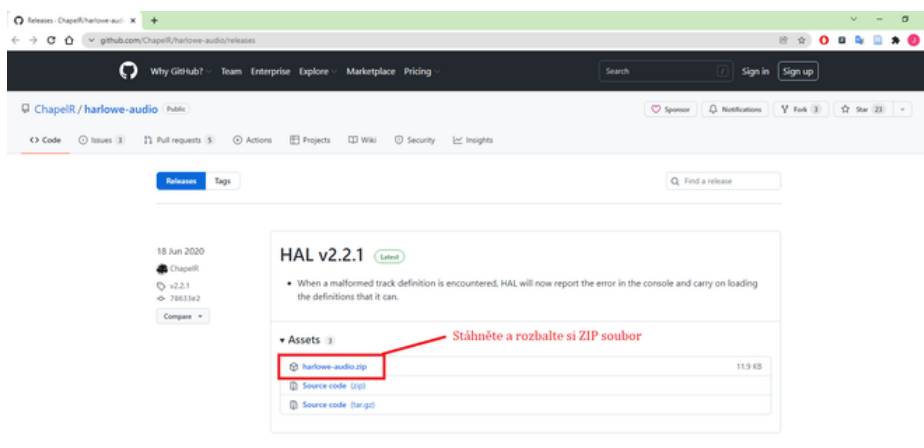 Releases · ChapelR/harlowe-aud
github.com/ChapelR/harlowe-audio/releases
Why GitHub? Team Enterprise Explore Marketplace Pricing Search / Sign in Sign up
ChapelR / harlowe-audio Public Sponsor Notifications Fork 3 Star 23
Code Issues 3 Pull requests 5 Actions Projects Wiki Security Insights
Releases Tags Find a release
18 Jun 2020
ChapelR
v2.2.1
78633e2
Compare
HAL v2.2.1 Latest
• When a malformed track definition is encountered, HAL will now report the error in the console and carry on loading
the definitions that it can.
Assets 3
Stáhněte a rozbalte si ZIP soubor
harlowe-audio.zip 11.9 KB
Source code (zip)
Source code (tar.gz)